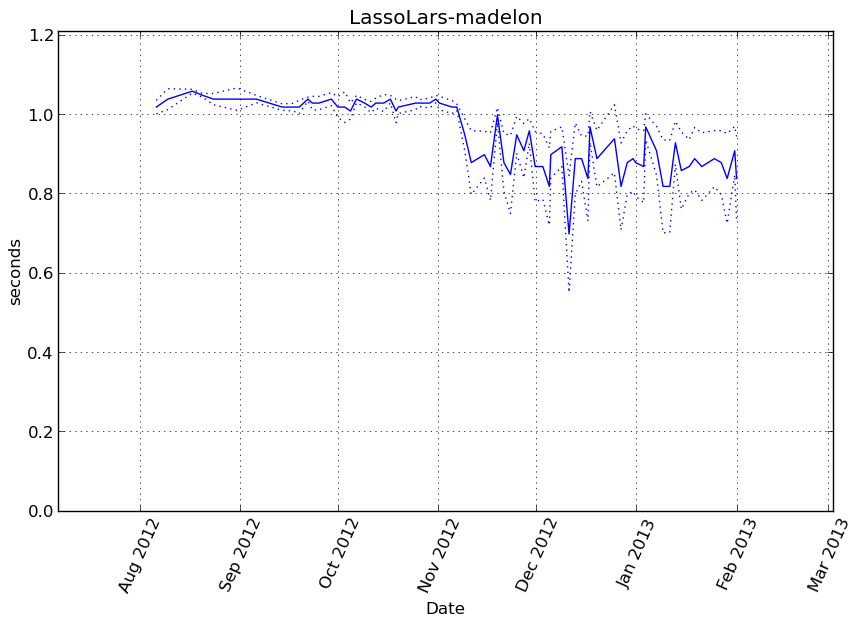 LassoLars-madelon
1.2
1.0
0.8
0.6
0.4
0.2
0.0
seconds
Aug 2012
Sep 2012
Oct 2012
Nov 2012
Dec 2012
Jan 2013
Feb 2013
Mar 2013
Date